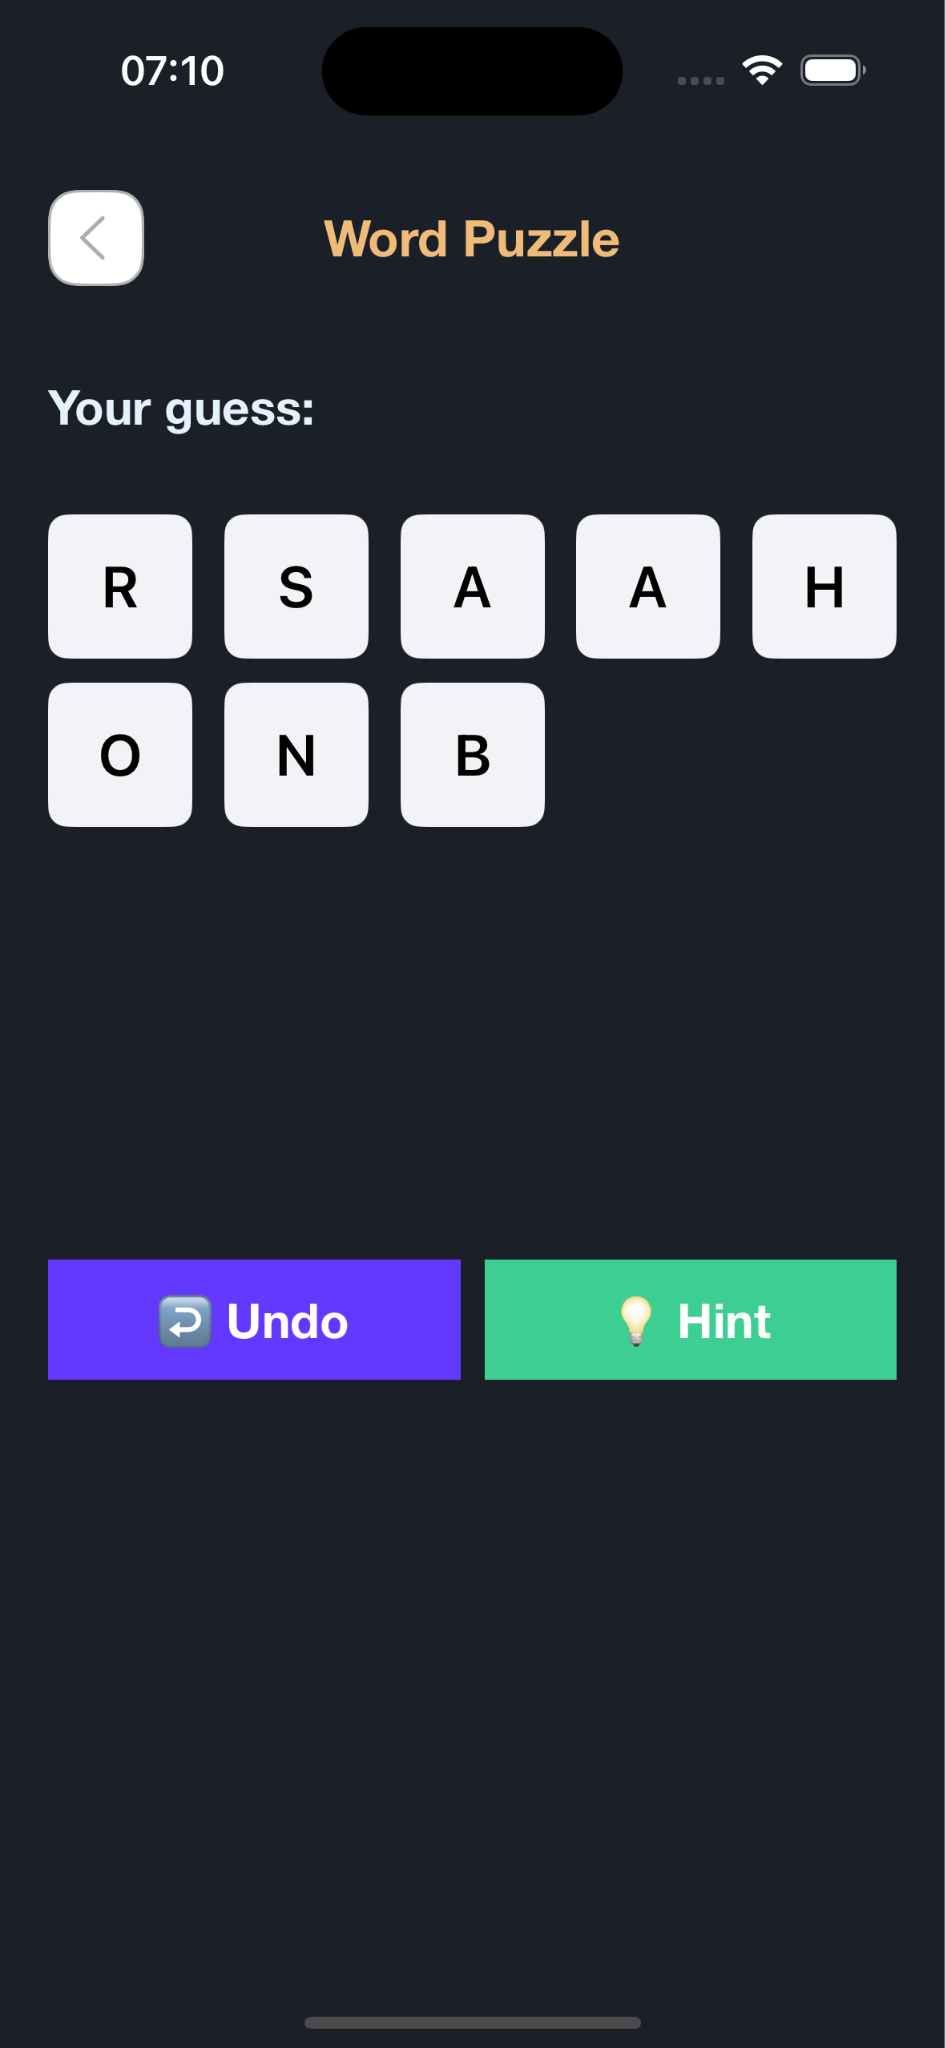 07:10
Word Puzzle
Your guess:
R S A A H
O N B
↩️ Undo 💡 Hint